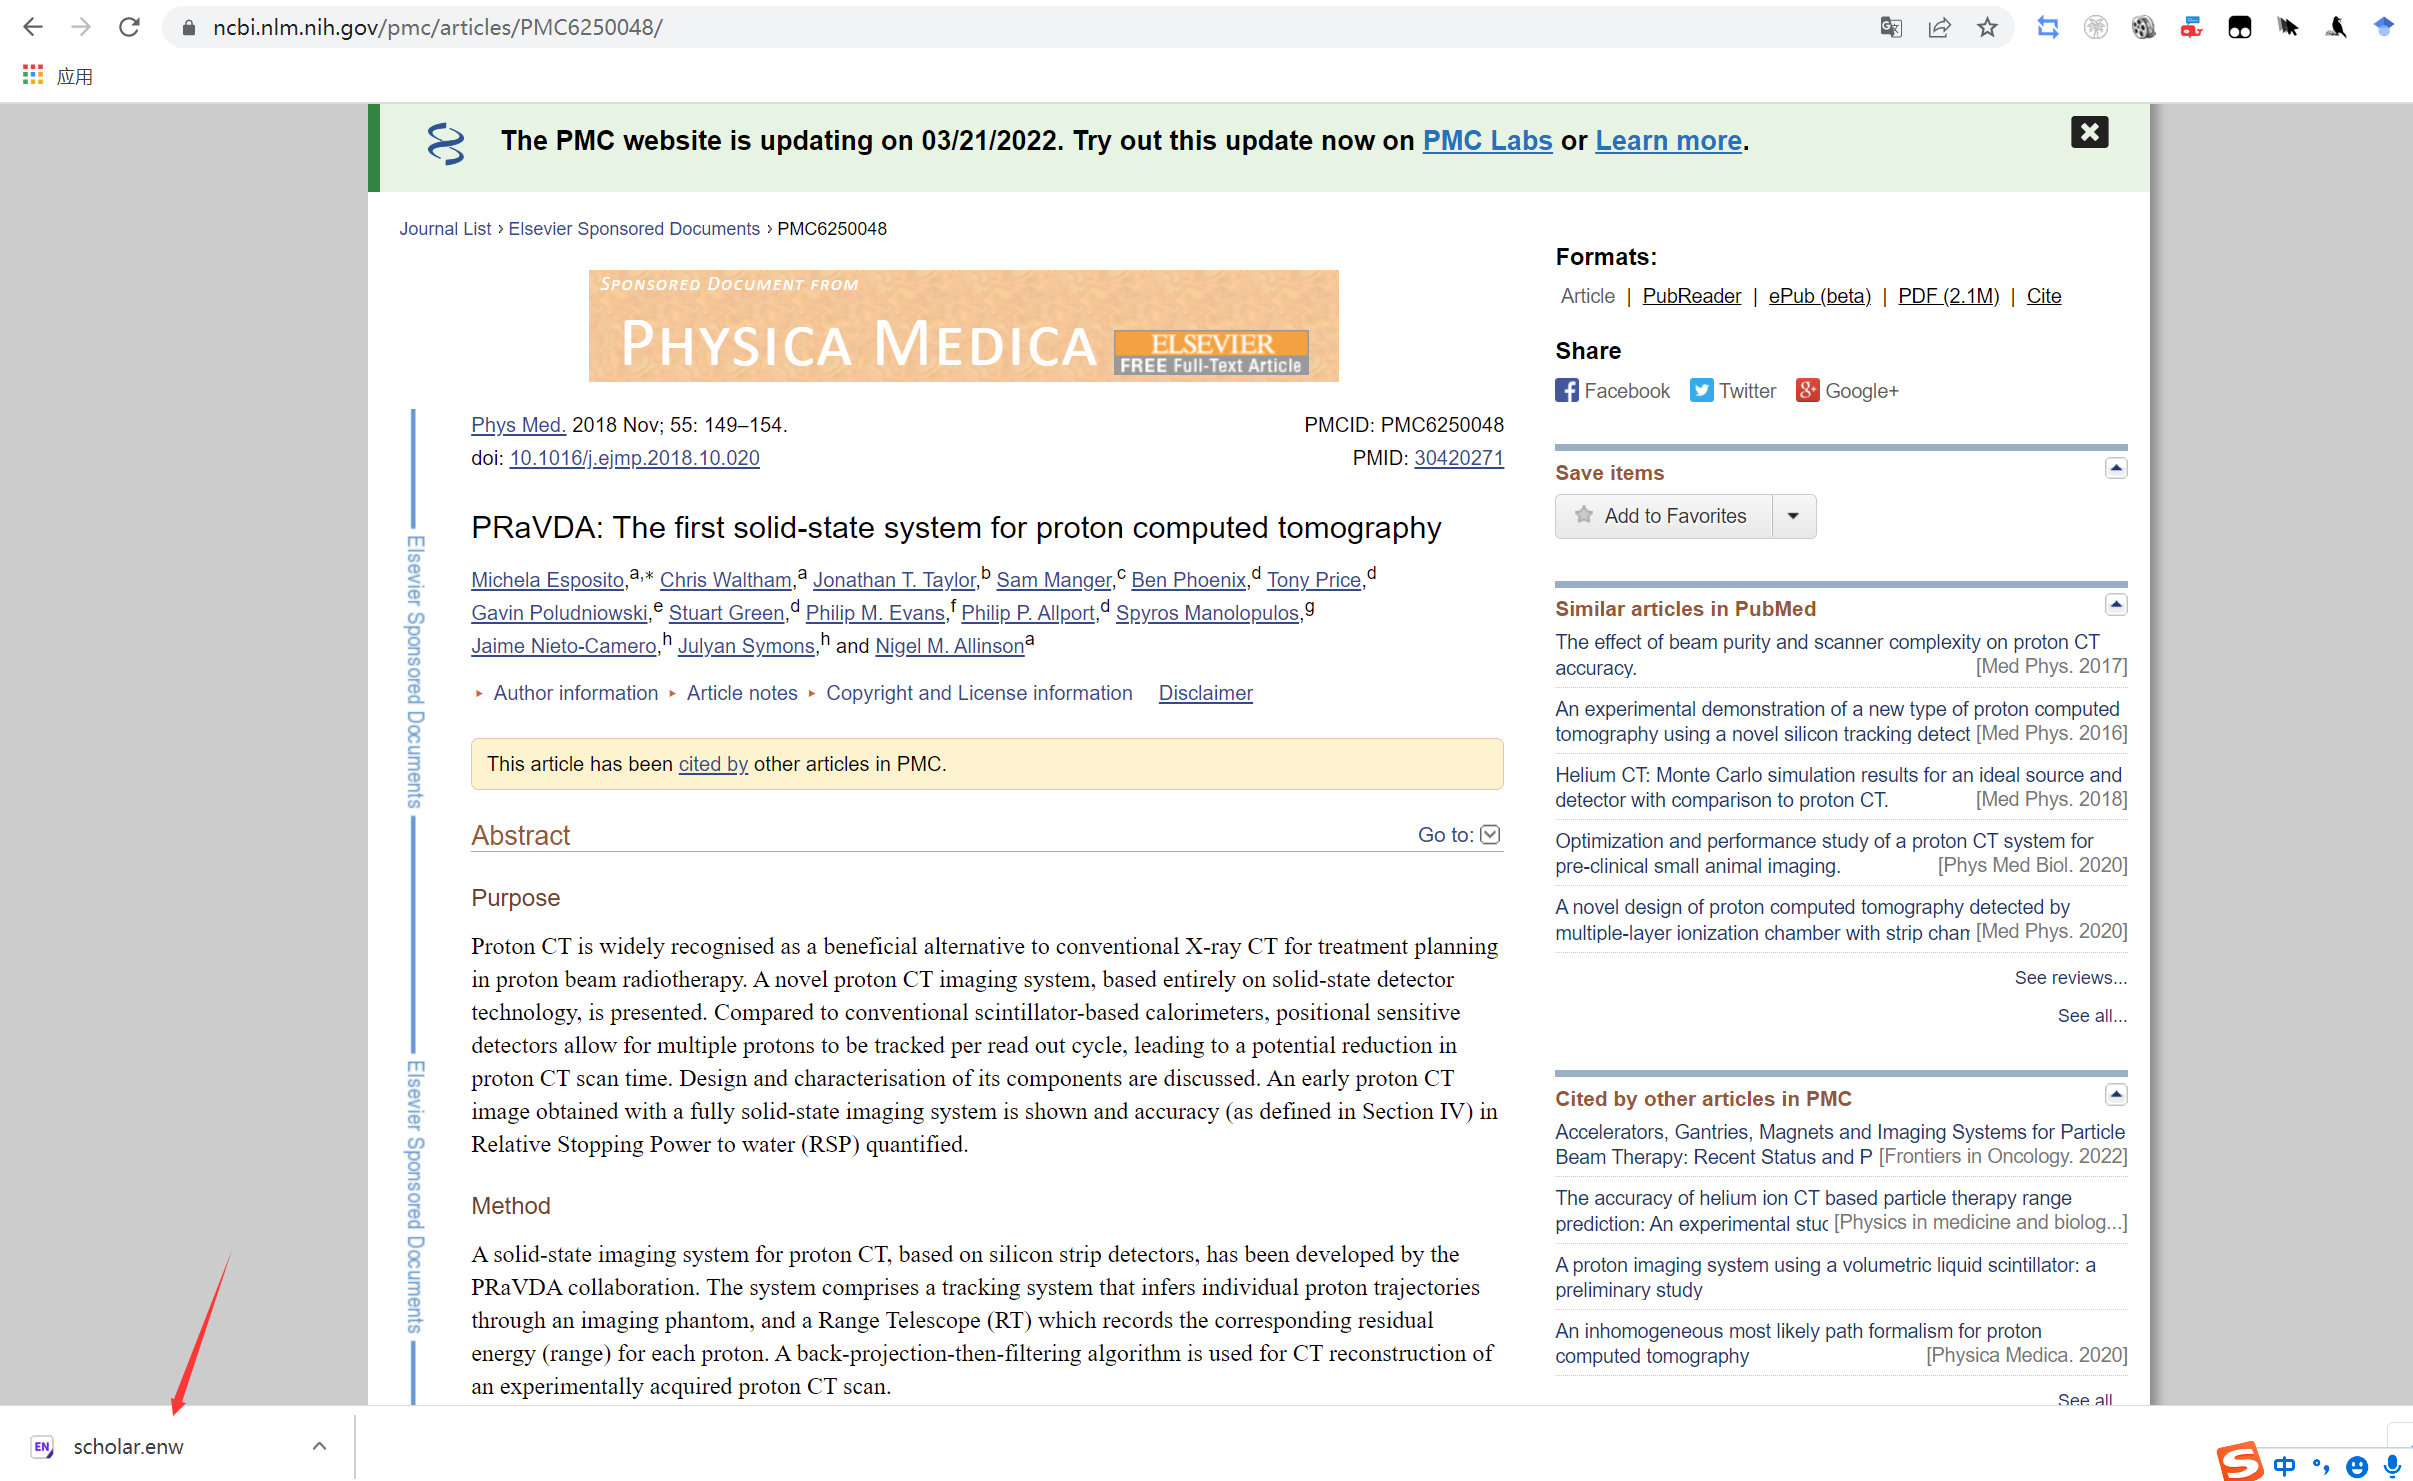 ncbi.nlm.nih.gov/pmc/articles/PMC6250048/
应用
The PMC website is updating on 03/21/2022. Try out this update now on PMC Labs or Learn more.
Journal List › Elsevier Sponsored Documents › PMC6250048
SPONSORED DOCUMENT FROM
PHYSICA MEDICA
ELSEVIER
FREE Full-Text Article
Elsevier Sponsored Documents
Elsevier Sponsored Documents
Phys Med. 2018 Nov; 55: 149–154.
PMCID: PMC6250048
doi: 10.1016/j.ejmp.2018.10.020
PMID: 30420271
PRaVDA: The first solid-state system for proton computed tomography
Michela Esposito,a,* Chris Waltham,a Jonathan T. Taylor,b Sam Manger,c Ben Phoenix,d Tony Price,d
Gavin Poludniowski,e Stuart Green,d Philip M. Evans,f Philip P. Allport,d Spyros Manolopulos,g
Jaime Nieto-Camero,h Julyan Symons,h and Nigel M. Allinsona
Author information Article notes Copyright and License information Disclaimer
This article has been cited by other articles in PMC.
Abstract
Go to:
Purpose
Proton CT is widely recognised as a beneficial alternative to conventional X-ray CT for treatment planning
in proton beam radiotherapy. A novel proton CT imaging system, based entirely on solid-state detector
technology, is presented. Compared to conventional scintillator-based calorimeters, positional sensitive
detectors allow for multiple protons to be tracked per read out cycle, leading to a potential reduction in
proton CT scan time. Design and characterisation of its components are discussed. An early proton CT
image obtained with a fully solid-state imaging system is shown and accuracy (as defined in Section IV) in
Relative Stopping Power to water (RSP) quantified.
Method
A solid-state imaging system for proton CT, based on silicon strip detectors, has been developed by the
PRaVDA collaboration. The system comprises a tracking system that infers individual proton trajectories
through an imaging phantom, and a Range Telescope (RT) which records the corresponding residual
energy (range) for each proton. A back-projection-then-filtering algorithm is used for CT reconstruction of
an experimentally acquired proton CT scan.
Formats:
Article | PubReader | ePub (beta) | PDF (2.1M) | Cite
Share
Facebook Twitter Google+
Save items
Add to Favorites
Similar articles in PubMed
The effect of beam purity and scanner complexity on proton CT
accuracy. [Med Phys. 2017]
An experimental demonstration of a new type of proton computed
tomography using a novel silicon tracking detect [Med Phys. 2016]
Helium CT: Monte Carlo simulation results for an ideal source and
detector with comparison to proton CT. [Med Phys. 2018]
Optimization and performance study of a proton CT system for
pre-clinical small animal imaging. [Phys Med Biol. 2020]
A novel design of proton computed tomography detected by
multiple-layer ionization chamber with strip cham [Med Phys. 2020]
See reviews...
See all...
Cited by other articles in PMC
Accelerators, Gantries, Magnets and Imaging Systems for Particle
Beam Therapy: Recent Status and P [Frontiers in Oncology. 2022]
The accuracy of helium ion CT based particle therapy range
prediction: An experimental stud [Physics in medicine and biolog...]
A proton imaging system using a volumetric liquid scintillator: a
preliminary study
An inhomogeneous most likely path formalism for proton
computed tomography [Physica Medica. 2020]
See all...
EN scholar.enw
S 中